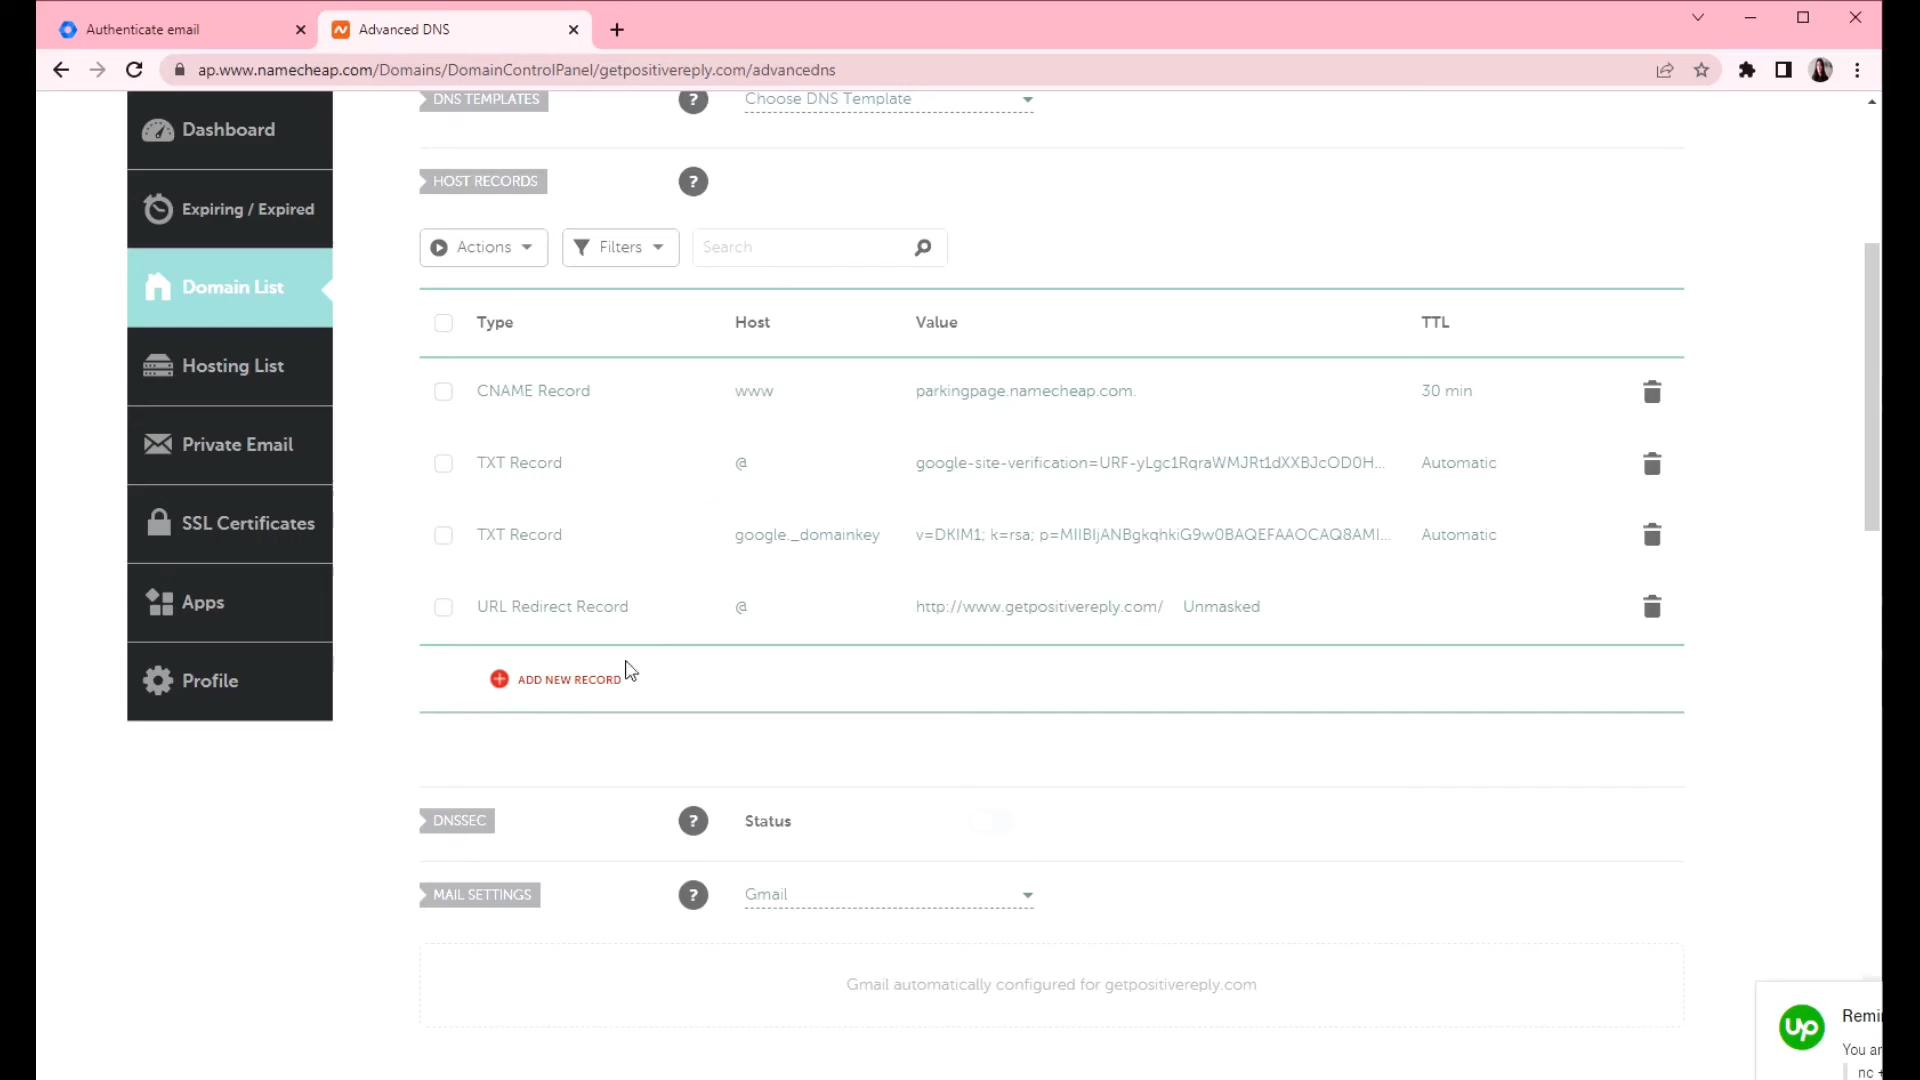 Authenticate email
Advanced DNS
ap.www.namecheap.com/Domains/DomainControlPanel/getpositivereply.com/advancedns
Dashboard
Expiring / Expired
Domain List
Hosting List
Private Email
SSL Certificates
Apps
Profile
DNS TEMPLATES ? Choose DNS Template
HOST RECORDS ?
Actions Filters Search
Type Host Value TTL
CNAME Record www parkingpage.namecheap.com. 30 min
TXT Record @ google-site-verification=URF-yLgc1RqraWMJRt1dXXBJcOD0H... Automatic
TXT Record google._domainkey v=DKIM1; k=rsa; p=MIIBIjANBgkqhkiG9w0BAQEFAAOCAQ8AMI... Automatic
URL Redirect Record @ http://www.getpositivereply.com/ Unmasked
ADD NEW RECORD
DNSSEC ? Status
MAIL SETTINGS ? Gmail
Gmail automatically configured for getpositivereply.com
Up
Remi
You ar
nc +